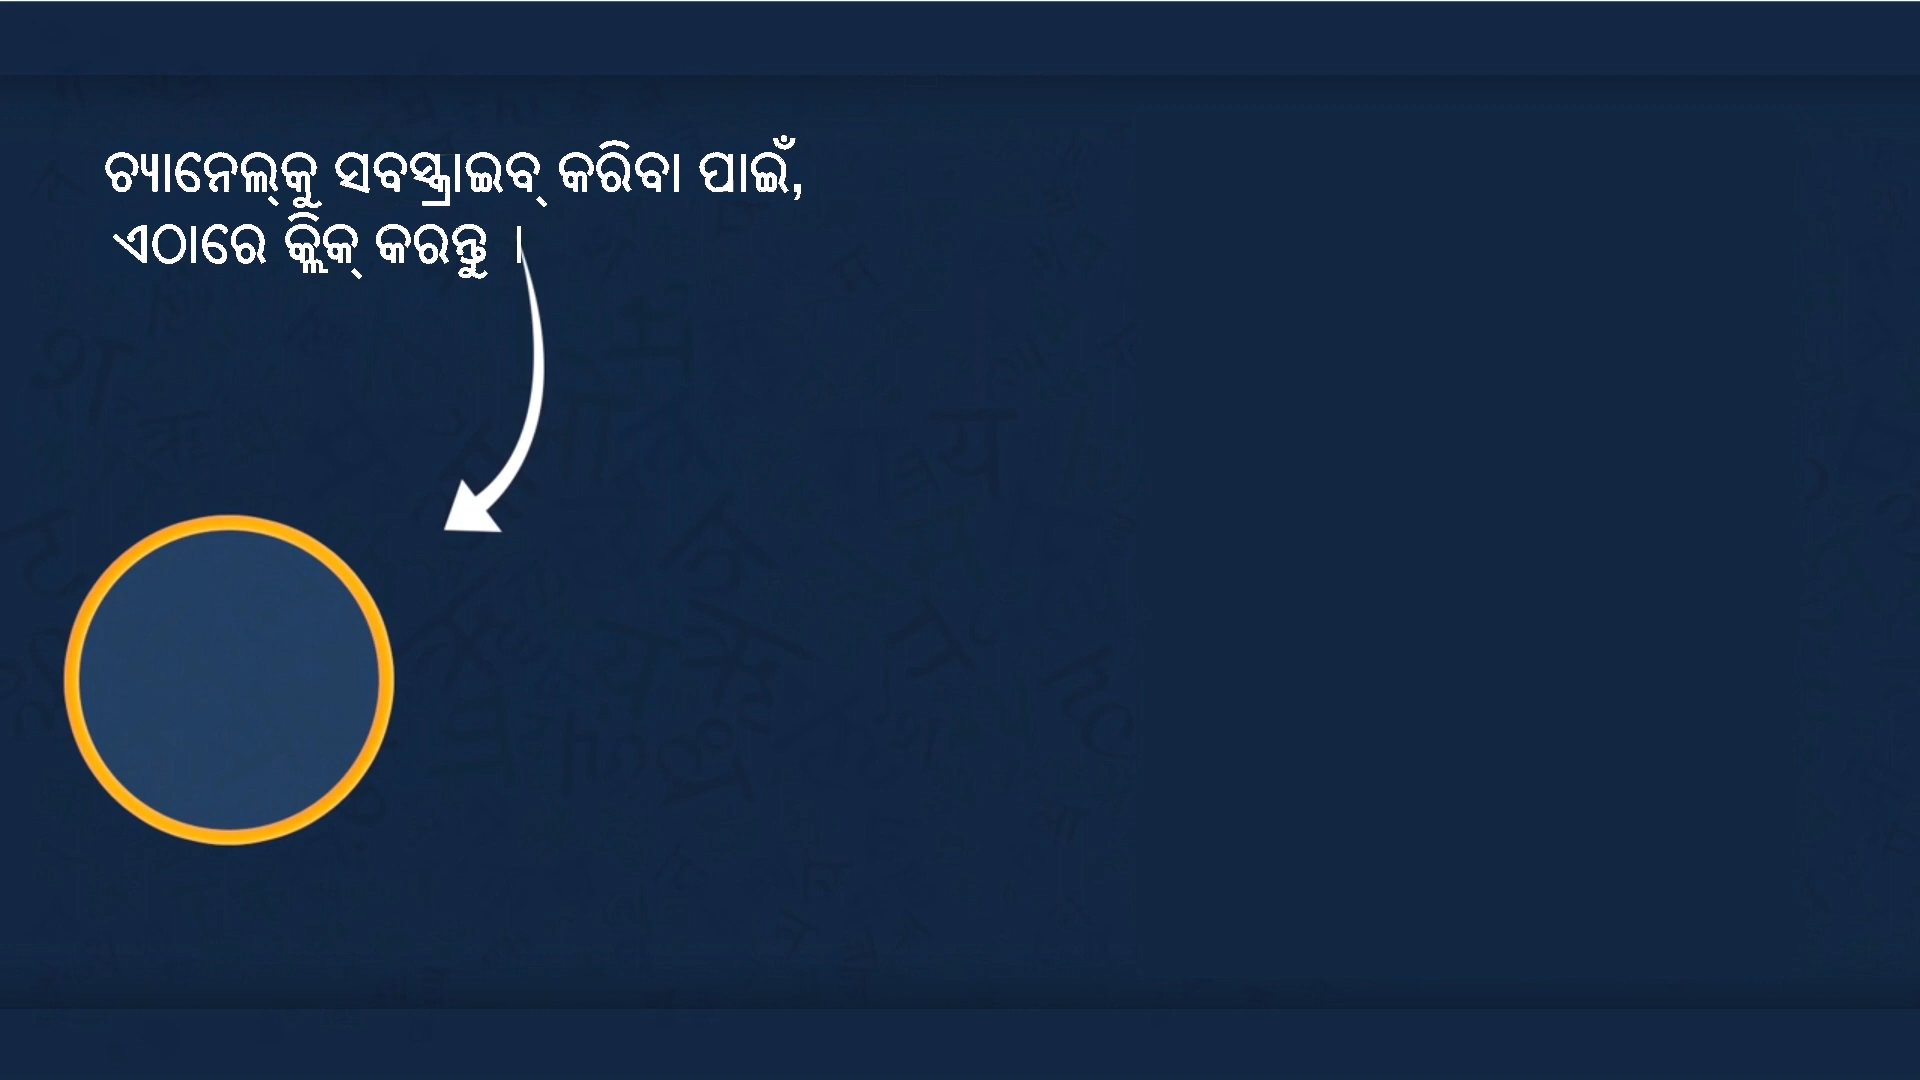 ଚ୍ୟାନେଲ୍‌କୁ ସବସ୍କ୍ରାଇବ୍ କରିବା ପାଇଁ,
ଏଠାରେ କ୍ଲିକ୍ କରନ୍ତୁ ।